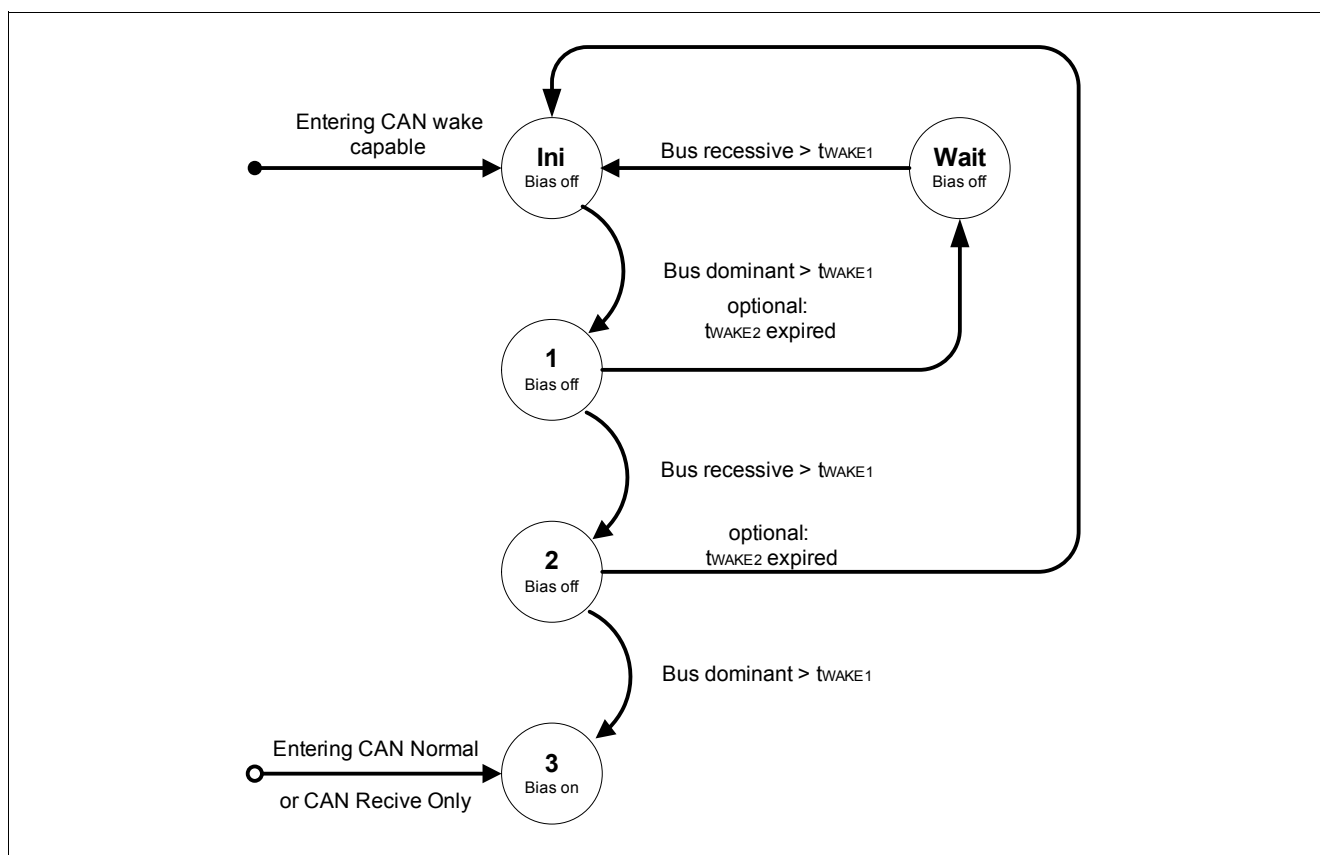 Entering CAN wake
capable
Ini
Bias off
Bus recessive > tWAKE1
Wait
Bias off
Bus dominant > tWAKE1
optional:
tWAKE2 expired
1
Bias off
Bus recessive > tWAKE1
optional:
tWAKE2 expired
2
Bias off
Bus dominant > tWAKE1
Entering CAN Normal
or CAN Recive Only
3
Bias on